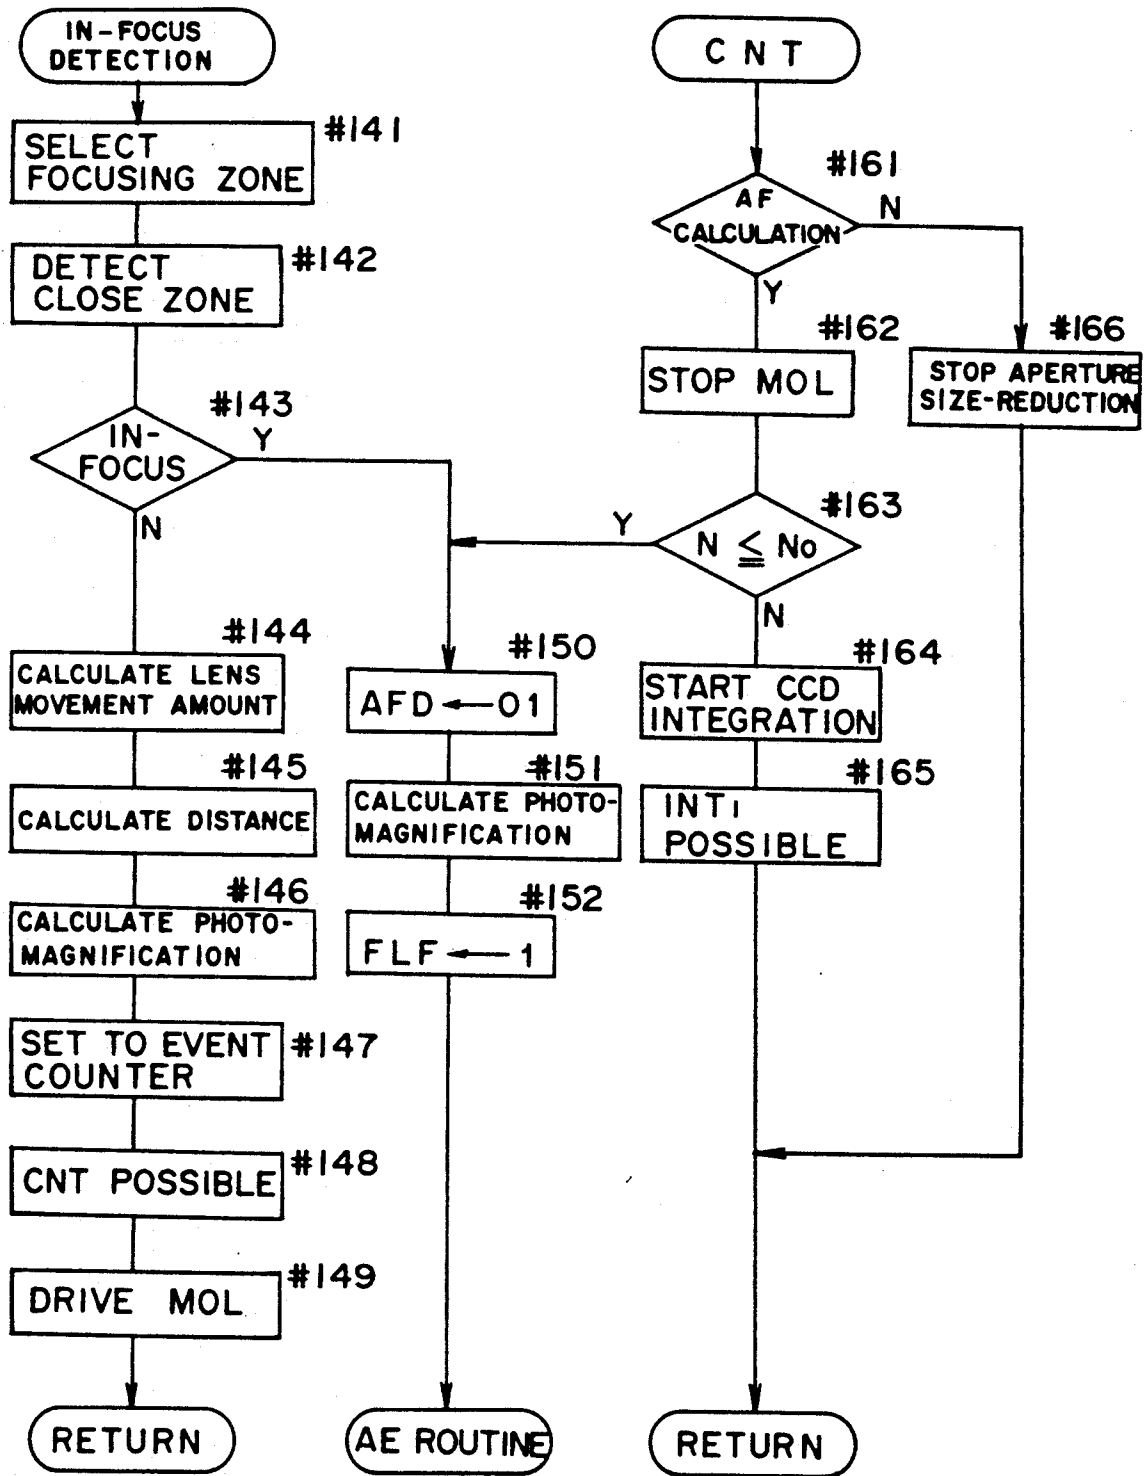 IN-FOCUS
DETECTION
#141
SELECT
FOCUSING ZONE
#142
DETECT
CLOSE ZONE
#143
IN-
FOCUS
Y
N
#144
CALCULATE LENS
MOVEMENT AMOUNT
#145
CALCULATE DISTANCE
#146
CALCULATE PHOTO-
MAGNIFICATION
SET TO EVENT
COUNTER
#147
CNT POSSIBLE
#148
DRIVE MOL
#149
RETURN
#150
AFD ← 01
#151
CALCULATE PHOTO-
MAGNIFICATION
#152
FLF ← 1
AE ROUTINE
CNT
#161
AF
CALCULATION
N
Y
#162
STOP MOL
#163
N ≦ No
Y
N
#164
START CCD
INTEGRATION
#165
INTI
POSSIBLE
#166
STOP APERTURE
SIZE-REDUCTION
RETURN